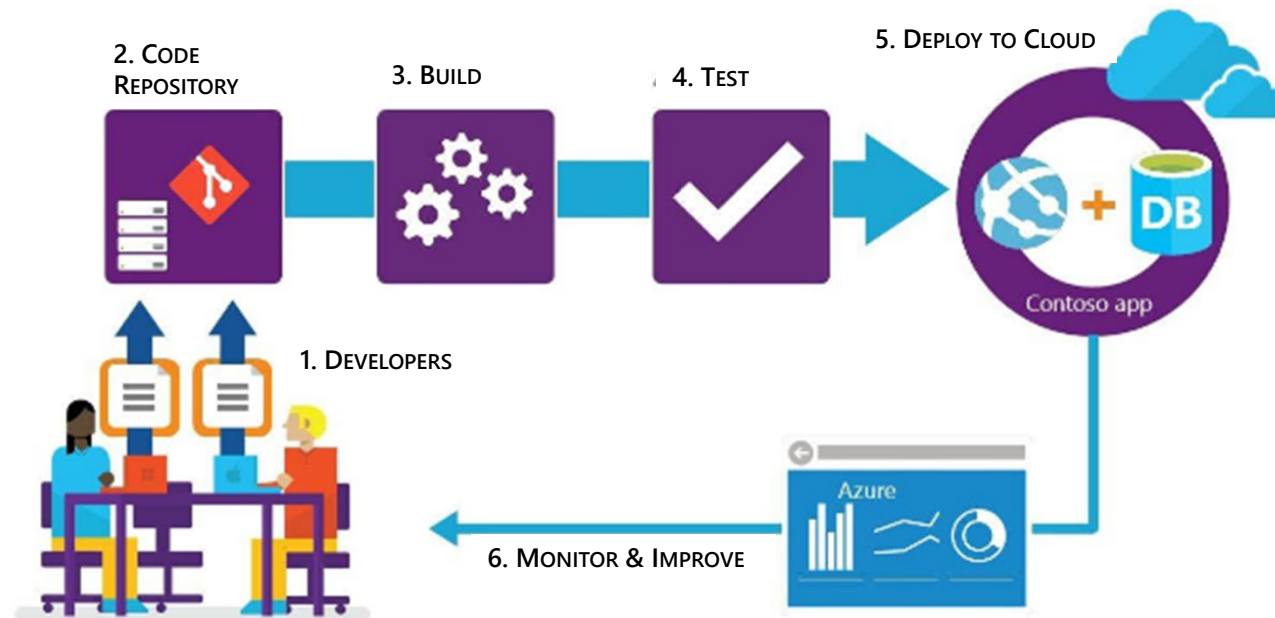 2. CODE
REPOSITORY
3. BUILD
4. TEST
5. DEPLOY TO CLOUD
DB
Contoso app
1. DEVELOPERS
Azure
6. MONITOR & IMPROVE